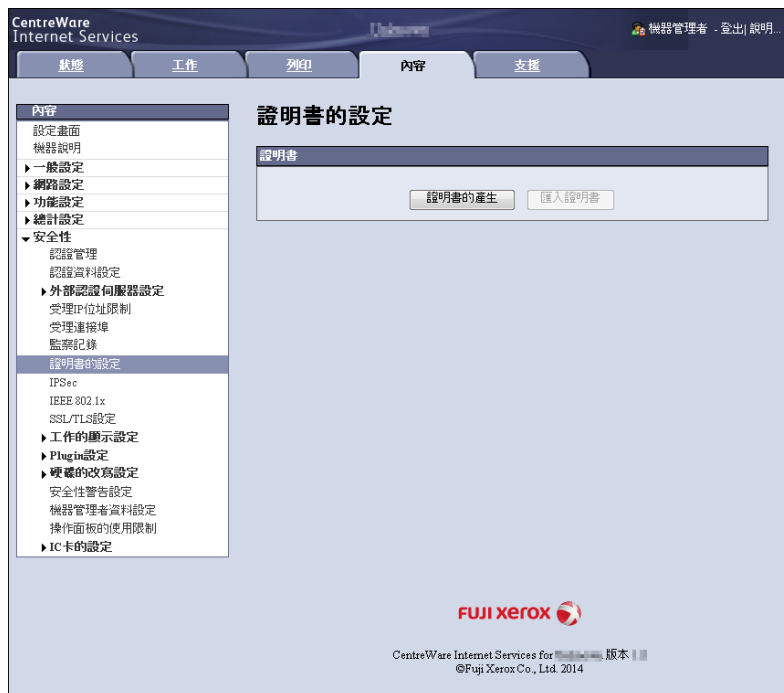 CentreWare
Internet Services
機器管理者 - 登出| 說明...
狀態
工作
列印
內容
支援
內容
設定畫面
機器說明
一般設定
網路設定
功能設定
總計設定
安全性
認證管理
認證資料設定
外部認證伺服器設定
受理IP位址限制
受理連接埠
監察記錄
證明書的設定
IPSec
IEEE 802.1x
SSL/TLS設定
工作的顯示設定
Plugin設定
硬碟的改寫設定
安全性警告設定
機器管理者資料設定
操作面板的使用限制
IC卡的設定
證明書的設定
證明書
證明書的產生
匯入證明書
FUJI xerox
CentreWare Internet Services for 版本
©Fuji Xerox Co., Ltd. 2014